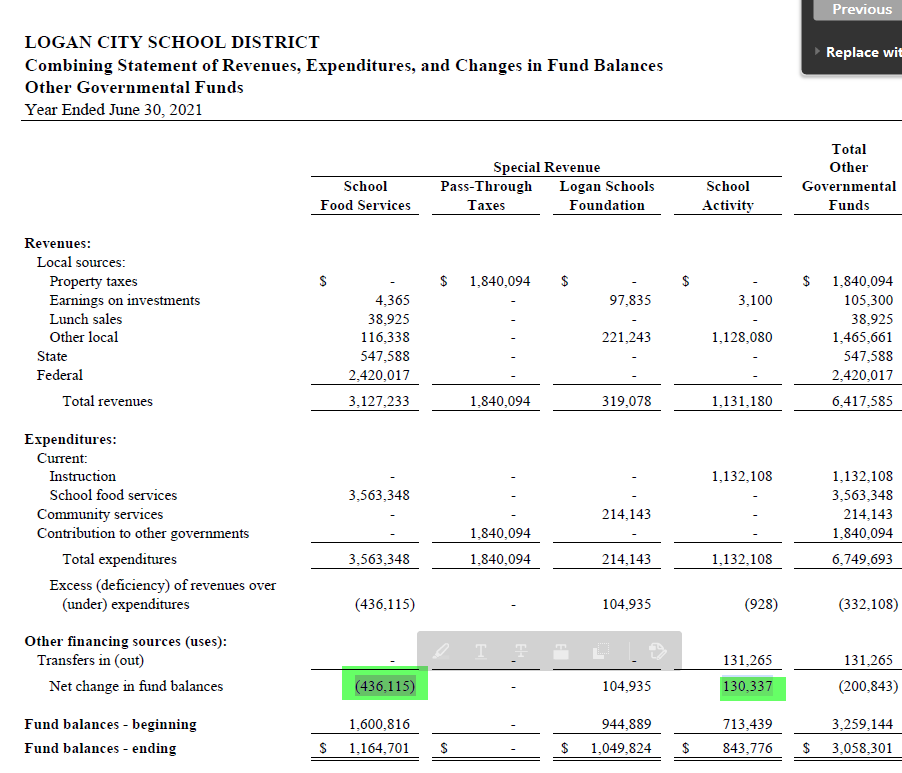 Previous
Replace wit
LOGAN CITY SCHOOL DISTRICT
Combining Statement of Revenues, Expenditures, and Changes in Fund Balances
Other Governmental Funds
Year Ended June 30, 2021
Total
Special Revenue Other
School Pass-Through Logan Schools School Governmental
Food Services Taxes Foundation Activity Funds
Revenues:
Local sources:
Property taxes $ - $ 1,840,094 $ - $ - $ 1,840,094
Earnings on investments 4,365 - 97,835 3,100 105,300
Lunch sales 38,925 - - - 38,925
Other local 116,338 - 221,243 1,128,080 1,465,661
State 547,588 - - - 547,588
Federal 2,420,017 - - - 2,420,017
Total revenues 3,127,233 1,840,094 319,078 1,131,180 6,417,585
Expenditures:
Current:
Instruction - - - 1,132,108 1,132,108
School food services 3,563,348 - - - 3,563,348
Community services - - 214,143 - 214,143
Contribution to other governments - 1,840,094 - - 1,840,094
Total expenditures 3,563,348 1,840,094 214,143 1,132,108 6,749,693
Excess (deficiency) of revenues over
(under) expenditures (436,115) - 104,935 (928) (332,108)
Other financing sources (uses):
Transfers in (out) - - - 131,265 131,265
Net change in fund balances (436,115) - 104,935 130,337 (200,843)
Fund balances - beginning 1,600,816 - 944,889 713,439 3,259,144
Fund balances - ending $ 1,164,701 $ - $ 1,049,824 $ 843,776 $ 3,058,301